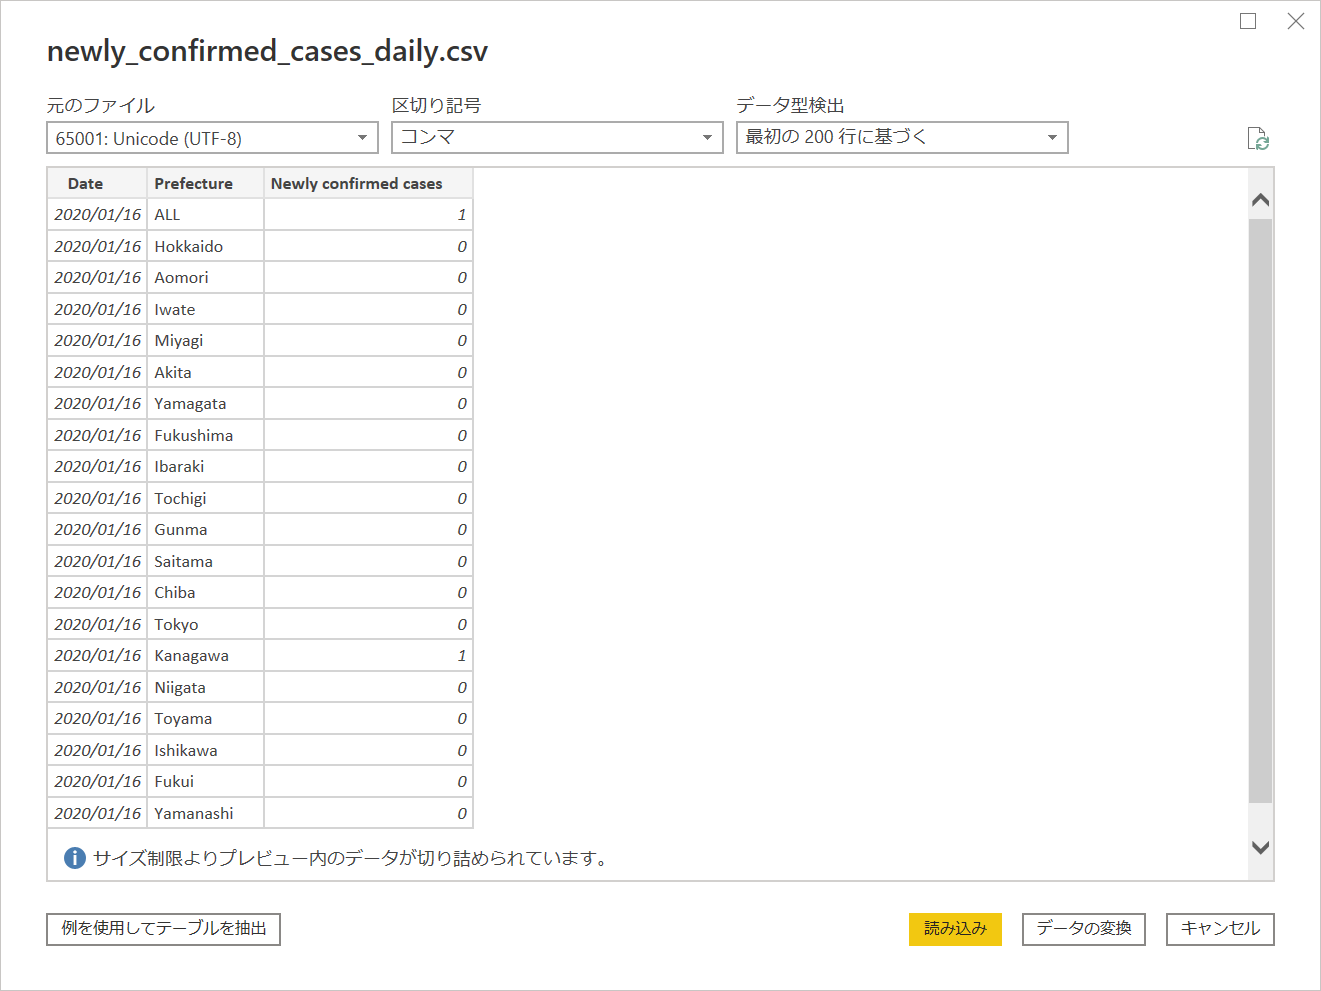 newly_confirmed_cases_daily.csv
元のファイル 区切り記号 データ型検出
65001: Unicode (UTF-8) コンマ 最初の 200 行に基づく
Date Prefecture Newly confirmed cases
2020/01/16 ALL 1
2020/01/16 Hokkaido 0
2020/01/16 Aomori 0
2020/01/16 Iwate 0
2020/01/16 Miyagi 0
2020/01/16 Akita 0
2020/01/16 Yamagata 0
2020/01/16 Fukushima 0
2020/01/16 Ibaraki 0
2020/01/16 Tochigi 0
2020/01/16 Gunma 0
2020/01/16 Saitama 0
2020/01/16 Chiba 0
2020/01/16 Tokyo 0
2020/01/16 Kanagawa 1
2020/01/16 Niigata 0
2020/01/16 Toyama 0
2020/01/16 Ishikawa 0
2020/01/16 Fukui 0
2020/01/16 Yamanashi 0
サイズ制限よりプレビュー内のデータが切り詰められています。
例を使用してテーブルを抽出 読み込み データの変換 キャンセル